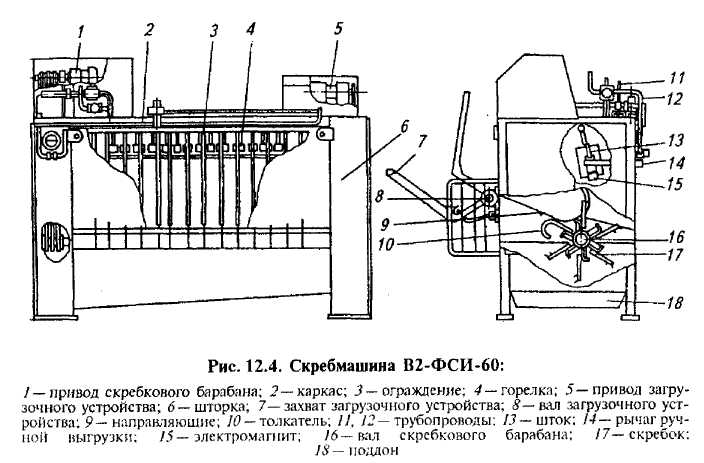 1 2 3 4 5
6
7
8
9
10
11
12
13
14
15
16
17
18
Рис. 12.4. Скребмашина В2-ФСИ-60:
1 — привод скребкового барабана; 2 — каркас; 3 — ограждение; 4 — горелка; 5 — привод загру-
зочного устройства; 6 — шторка; 7 — захват загрузочного устройства; 8 — вал загрузочного уст-
ройства; 9 — направляющие; 10 — толкатель; 11, 12 — трубопроводы; 13 — шток; 14 — рычаг руч-
ной выгрузки; 15 — электромагнит; 16 — вал скребкового барабана; 17 — скребок;
18 — поддон